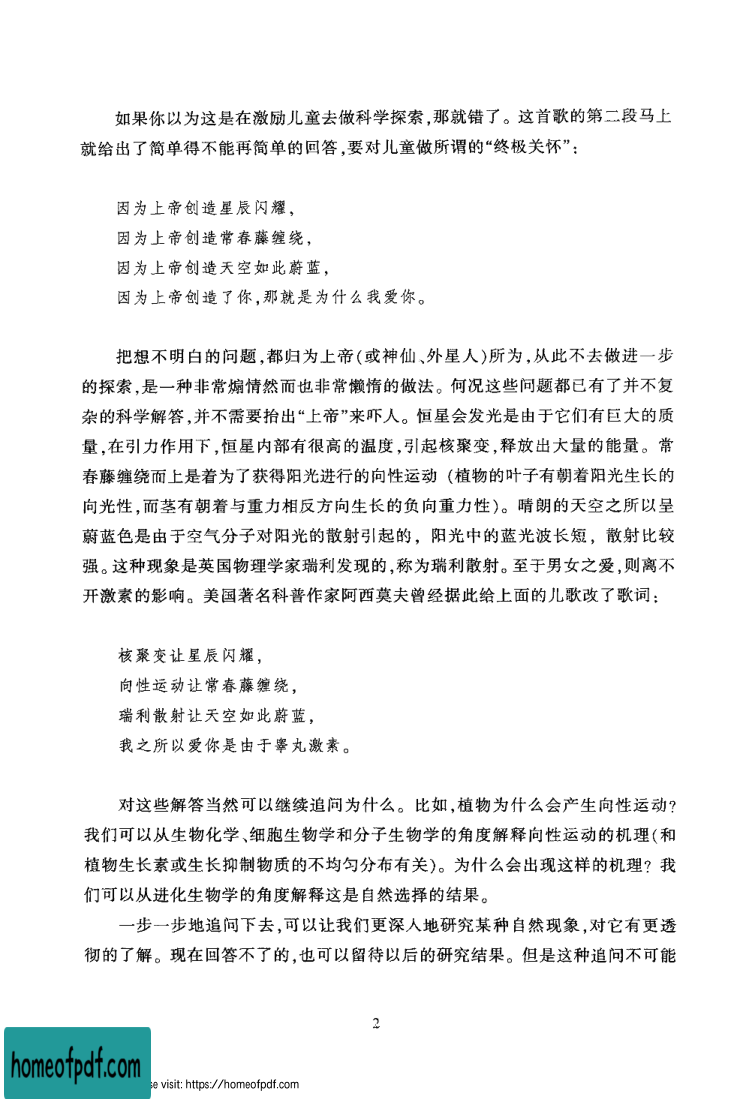 如果你以为这是在激励儿童去做科学探索,那就错了。这首歌的第二段马上
就给出了简单得不能再简单的回答,要对儿童做所谓的“终极关怀”:
因为上帝创造星辰闪耀,
因为上帝创造常春藤缠绕,
因为上帝创造天空如此蔚蓝,
因为上帝创造了你,那就是为什么我爱你。
把想不明白的问题,都归为上帝(或神仙、外星人)所为,从此不去做进一步
的探索,是一种非常煽情然而也非常懒惰的做法。何况这些问题都已有了并不复
杂的科学解答,并不需要抬出“上帝”来吓人。恒星会发光是由于它们有巨大的质
量,在引力作用下,恒星内部有很高的温度,引起核聚变,释放出大量的能量。常
春藤缠绕而上是着为了获得阳光进行的向性运动(植物的叶子有朝着阳光生长的
向光性,而茎有朝着与重力相反方向生长的负向重力性)。晴朗的天空之所以呈
蔚蓝色是由于空气分子对阳光的散射引起的,阳光中的蓝光波长短,散射比较
强。这种现象是英国物理学家瑞利发现的,称为瑞利散射。至于男女之爱,则离不
开激素的影响。美国著名科普作家阿西莫夫曾经据此给上面的儿歌改了歌词:
核聚变让星辰闪耀,
向性运动让常春藤缠绕,
瑞利散射让天空如此蔚蓝,
我之所以爱你是由于睾丸激素。
对这些解答当然可以继续追问为什么。比如,植物为什么会产生向性运动?
我们可以从生物化学、细胞生物学和分子生物学的角度解释向性运动的机理(和
植物生长素或生长抑制物质的不均匀分布有关)。为什么会出现这样的机理?我
们可以从进化生物学的角度解释这是自然选择的结果。
一步一步地追问下去,可以让我们更深入地研究某种自然现象,对它有更透
彻的了解。现在回答不了的,也可以留待以后的研究结果。但是这种追问不可能
2
homeofpdf.com
se visit: https://homeofpdf.com